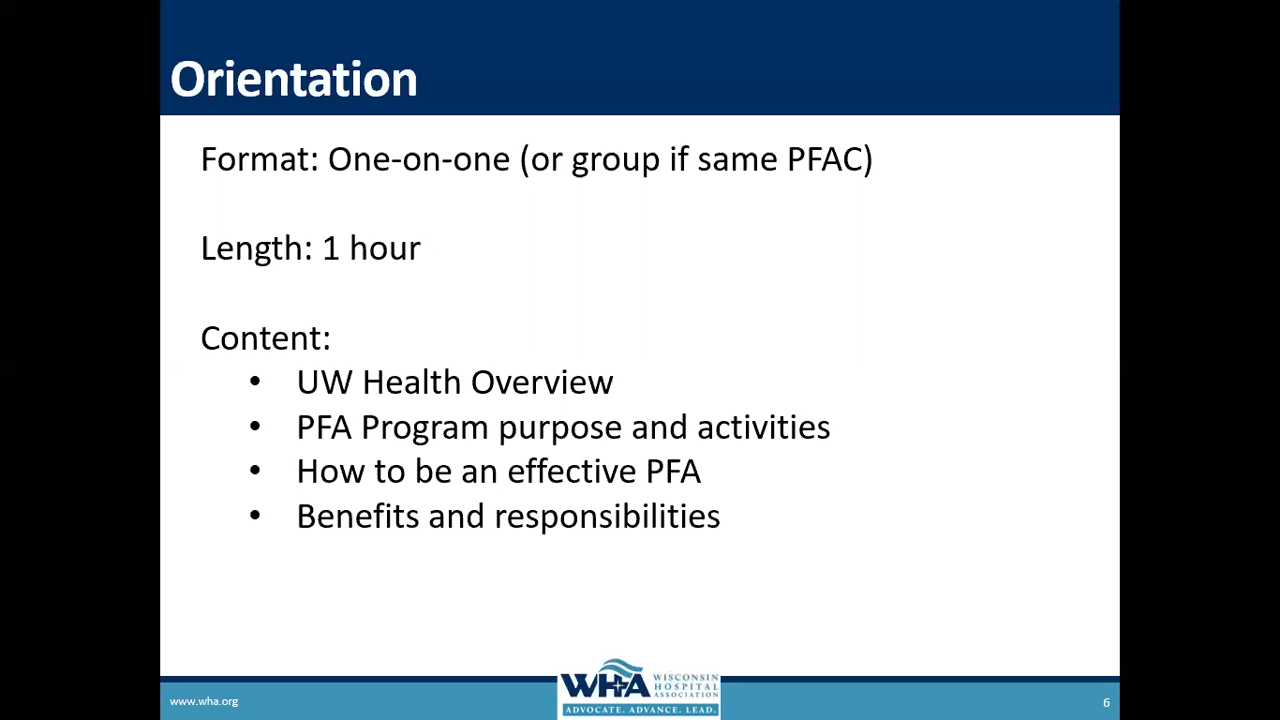 Orientation
Format: One-on-one (or group if same PFAC)
Length: 1 hour
Content:
• UW Health Overview
• PFA Program purpose and activities
• How to be an effective PFA
• Benefits and responsibilities
www.wha.org
WHA
WISCONSIN
HOSPITAL
ASSOCIATION
ADVOCATE. ADVANCE. LEAD.
6